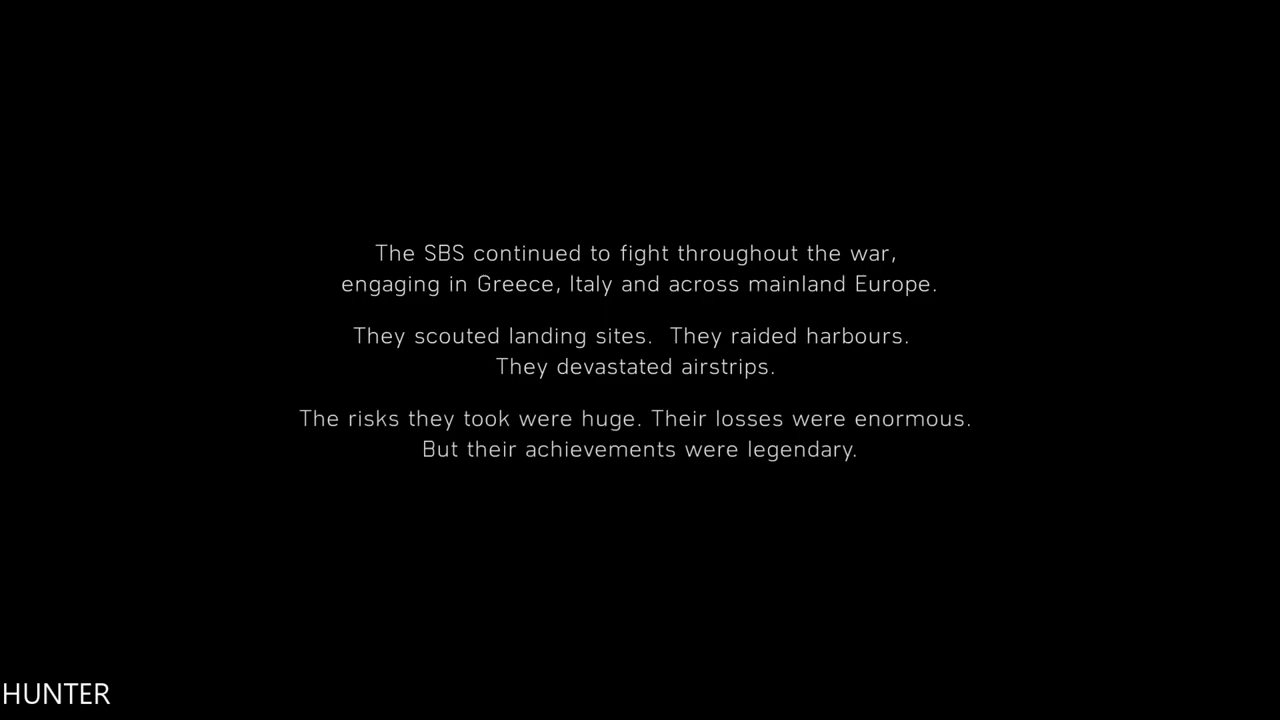 The SBS continued to fight throughout the war,
engaging in Greece, Italy and across mainland Europe.
They scouted landing sites.  They raided harbours.
They devastated airstrips.
The risks they took were huge. Their losses were enormous.
But their achievements were legendary.
HUNTER